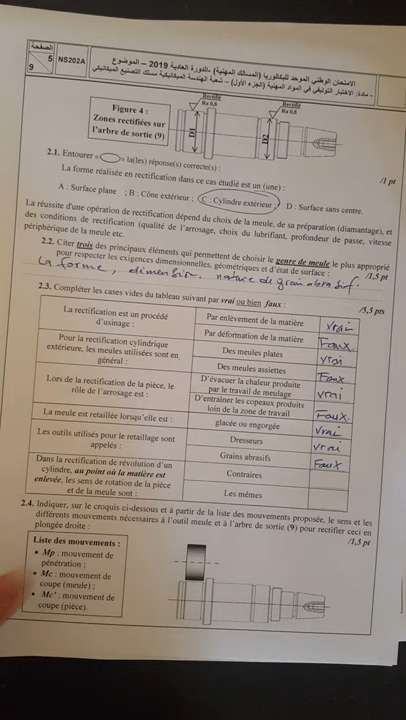 الصفحة
5
9
NS202A
الامتحان الوطني الموحد للبكالوريا (المسالك المهنية) -الدورة العادية 2019 – الموضوع
- مادة: الاختبار التوليفي في المواد المهنية (الجزء الأول) – شعبة الهندسة الميكانيكية مسلك التصنيع الميكانيكي
Figure 4 :
Zones rectifiées sur
l'arbre de sortie (9)
Rectifié
Ra 0,8
D1
Rectifié
Ra 0,8
D2
2.1. Entourer « » la(les) réponse(s) correcte(s) :
/1 pt
La forme réalisée en rectification dans ce cas étudié est un (une) :
A : Surface plane ; B : Cône extérieur ; C : Cylindre extérieur ; D : Surface sans centre.
La réussite d'une opération de rectification dépend du choix de la meule, de sa préparation (diamantage), et
des conditions de rectification (qualité de l'arrosage, choix du lubrifiant, profondeur de passe, vitesse
périphérique de la meule etc.
2.2. Citer trois des principaux éléments qui permettent de choisir le genre de meule le plus approprié
pour respecter les exigences dimensionnelles, géométriques et d'état de surface :
/1,5 pt
La forme, dimension. nature de grain abrasif.
2.3. Compléter les cases vides du tableau suivant par vrai ou bien faux :
/5,5 pts
La rectification est un procédé
d'usinage :
Par enlèvement de la matière
vrai
Par déformation de la matière
Faux
Pour la rectification cylindrique
extérieure, les meules utilisées sont en
général :
Des meules plates
vrai
Des meules assiettes
Faux
Lors de la rectification de la pièce, le
rôle de l'arrosage est :
D'évacuer la chaleur produite
par le travail de meulage
vrai
D'entraîner les copeaux produits
loin de la zone de travail
Faux
La meule est retaillée lorsqu'elle est :
glacée ou engorgée
vrai
Les outils utilisés pour le retaillage sont
appelés :
Dresseurs
vrai
Grains abrasifs
Faux
Dans la rectification de révolution d'un
cylindre, au point où la matière est
enlevée, les sens de rotation de la pièce
et de la meule sont :
Contraires
Les mêmes
2.4. Indiquer, sur le croquis ci-dessous et à partir de la liste des mouvements proposée, le sens et les
différents mouvements nécessaires à l'outil meule et à l'arbre de sortie (9) pour rectifier ceci en
plongée droite :
/1,5 pt
Liste des mouvements :
• Mp : mouvement de
pénétration ;
• Mc : mouvement de
coupe (meule) ;
• Mc' : mouvement de
coupe (pièce).